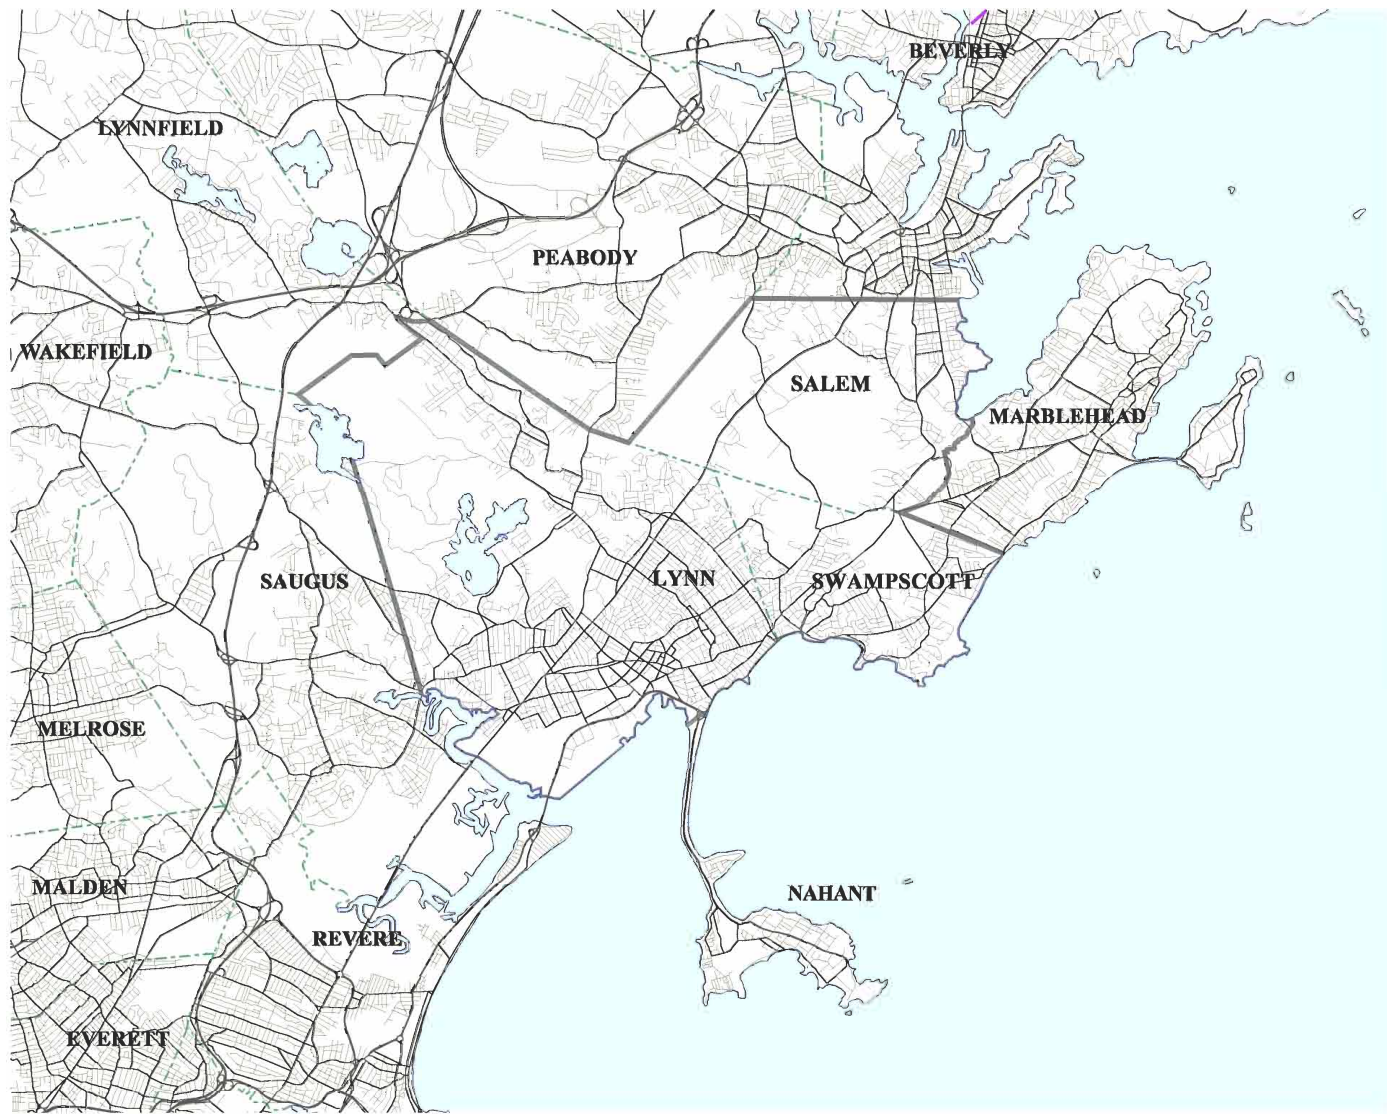 BEVERLY
LYNNFIELD
PEABODY
WAKEFIELD
SALEM
MARBLEHEAD
SAUGUS
LYNN
SWAMPSCOTT
MELROSE
MALDEN
NAHANT
REVERE
EVERETT